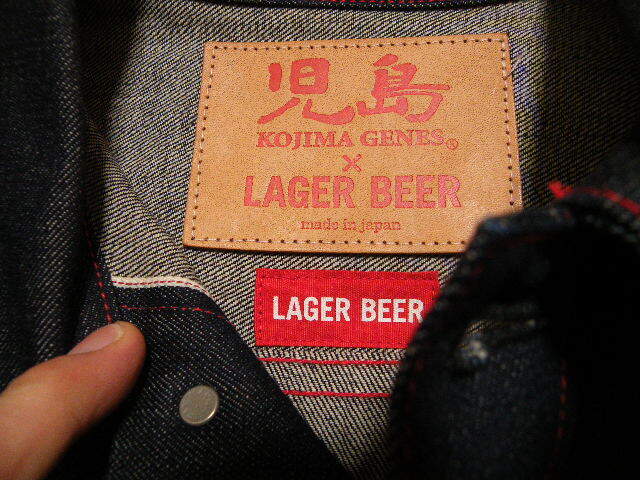 児島
KOJIMA GENES®
×
LAGER BEER
made in japan
LAGER BEER